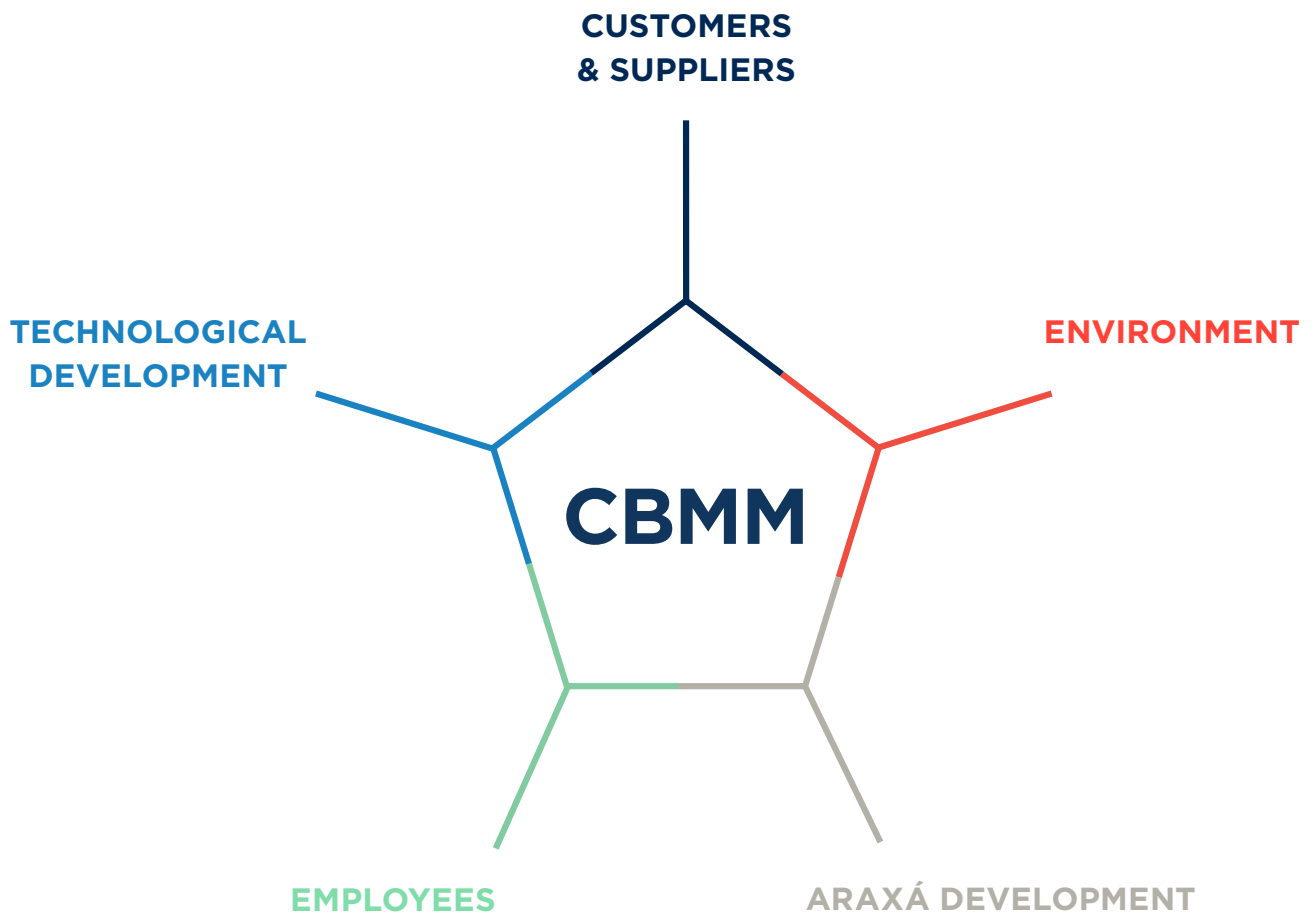 CUSTOMERS
& SUPPLIERS
TECHNOLOGICAL
DEVELOPMENT
ENVIRONMENT
CBMM
EMPLOYEES
ARAXÁ DEVELOPMENT